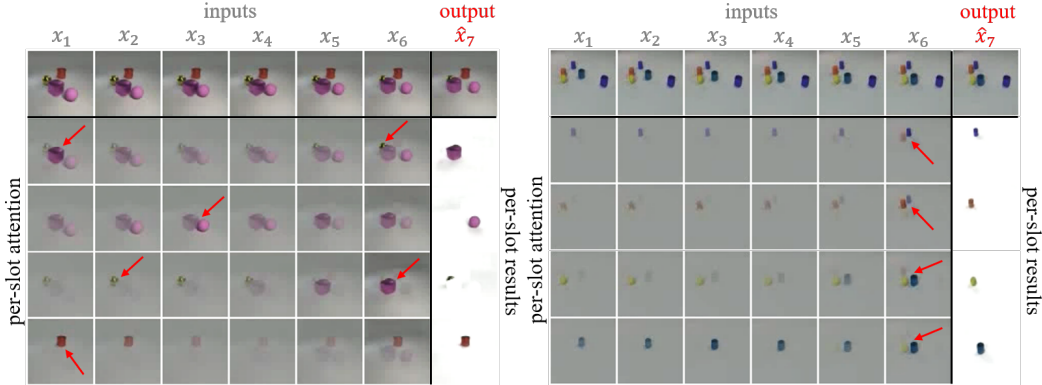 inputs
output
x₁ x₂ x₃ x₄ x₅ x₆ x̂₇
per-slot attention
per-slot results
inputs
output
x₁ x₂ x₃ x₄ x₅ x₆ x̂₇
per-slot attention
per-slot results